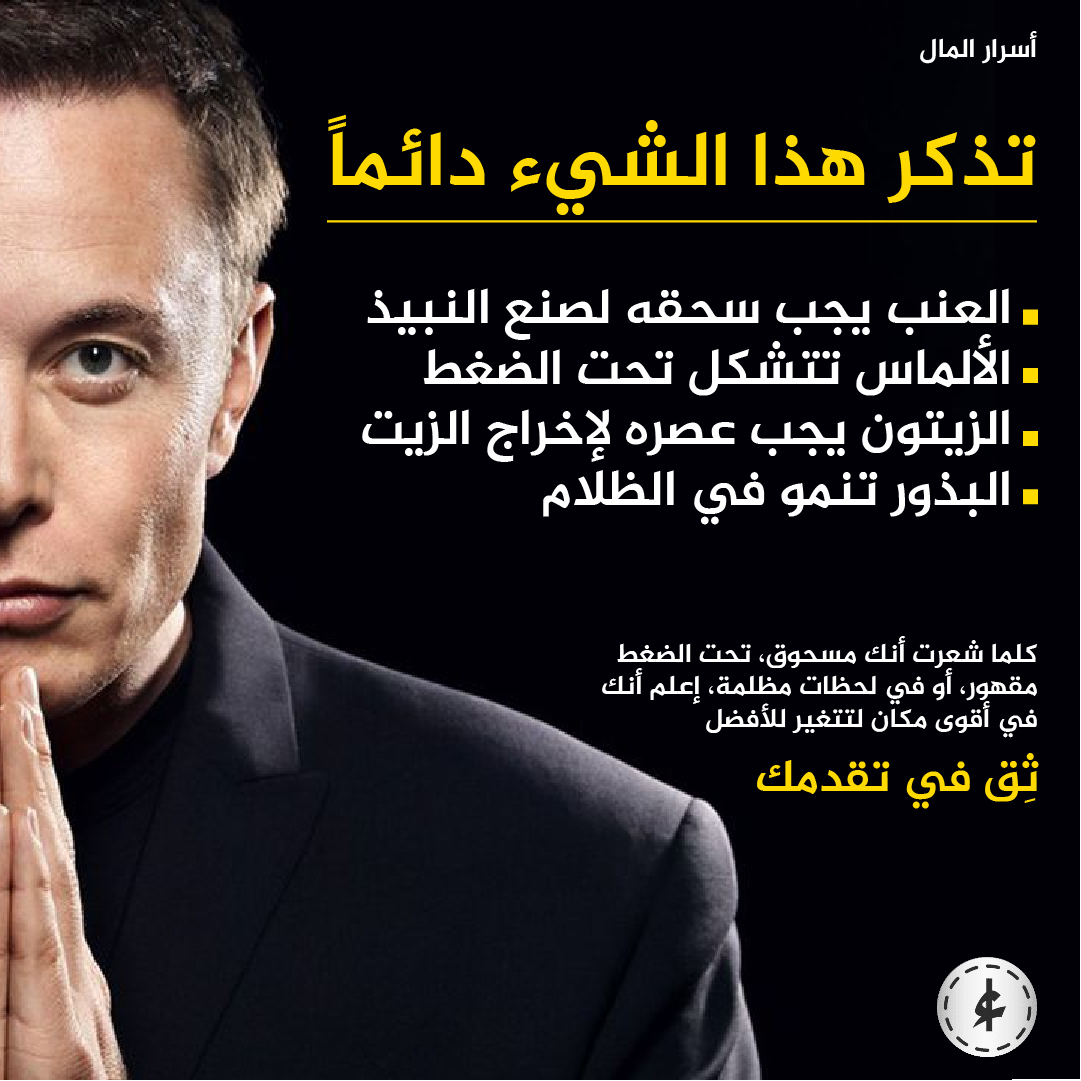 أسرار المال
تذكر هذا الشيء دائماً
العنب يجب سحقه لصنع النبيذ
الألماس تتشكل تحت الضغط
الزيتون يجب عصره لإخراج الزيت
البذور تنمو في الظلام
كلما شعرت أنك مسحوق، تحت الضغط
مقهور، أو في لحظات مظلمة، إعلم أنك
في أقوى مكان لتتغير للأفضل
ثِق في تقدمك